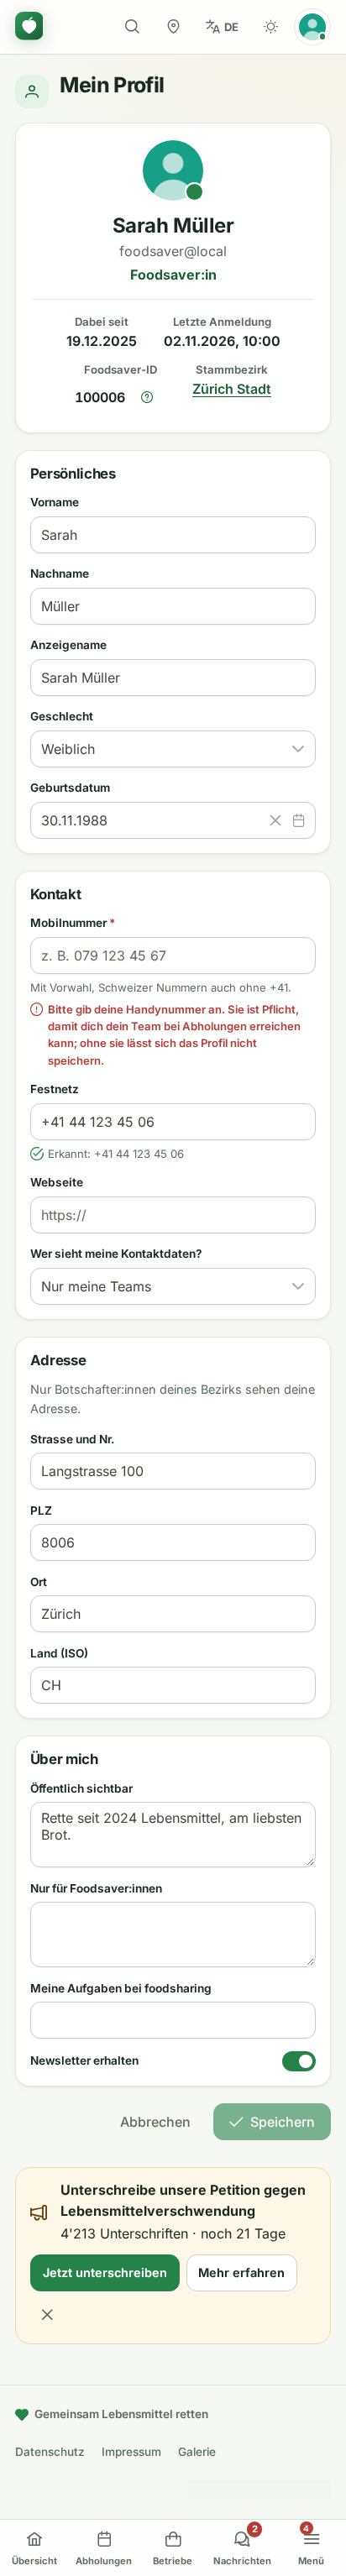 DE
Mein Profil
Sarah Müller
foodsaver@local
Foodsaver:in
Dabei seit
19.12.2025
Letzte Anmeldung
02.11.2026, 10:00
Foodsaver-ID
100006
Stammbezirk
Zürich Stadt
Persönliches
Vorname
Sarah
Nachname
Müller
Anzeigename
Sarah Müller
Geschlecht
Weiblich
Geburtsdatum
30.11.1988
Kontakt
Mobilnummer *
z. B. 079 123 45 67
Mit Vorwahl, Schweizer Nummern auch ohne +41.
Bitte gib deine Handynummer an. Sie ist Pflicht,
damit dich dein Team bei Abholungen erreichen
kann; ohne sie lässt sich das Profil nicht
speichern.
Festnetz
+41 44 123 45 06
Erkannt: +41 44 123 45 06
Webseite
https://
Wer sieht meine Kontaktdaten?
Nur meine Teams
Adresse
Nur Botschafter:innen deines Bezirks sehen deine
Adresse.
Strasse und Nr.
Langstrasse 100
PLZ
8006
Ort
Zürich
Land (ISO)
CH
Über mich
Öffentlich sichtbar
Rette seit 2024 Lebensmittel, am liebsten
Brot.
Nur für Foodsaver:innen
Meine Aufgaben bei foodsharing
Newsletter erhalten
Abbrechen
Speichern
Unterschreibe unsere Petition gegen
Lebensmittelverschwendung
4'213 Unterschriften · noch 21 Tage
Jetzt unterschreiben
Mehr erfahren
Gemeinsam Lebensmittel retten
Datenschutz
Impressum
Galerie
Übersicht
Abholungen
Betriebe
2
Nachrichten
4
Menü